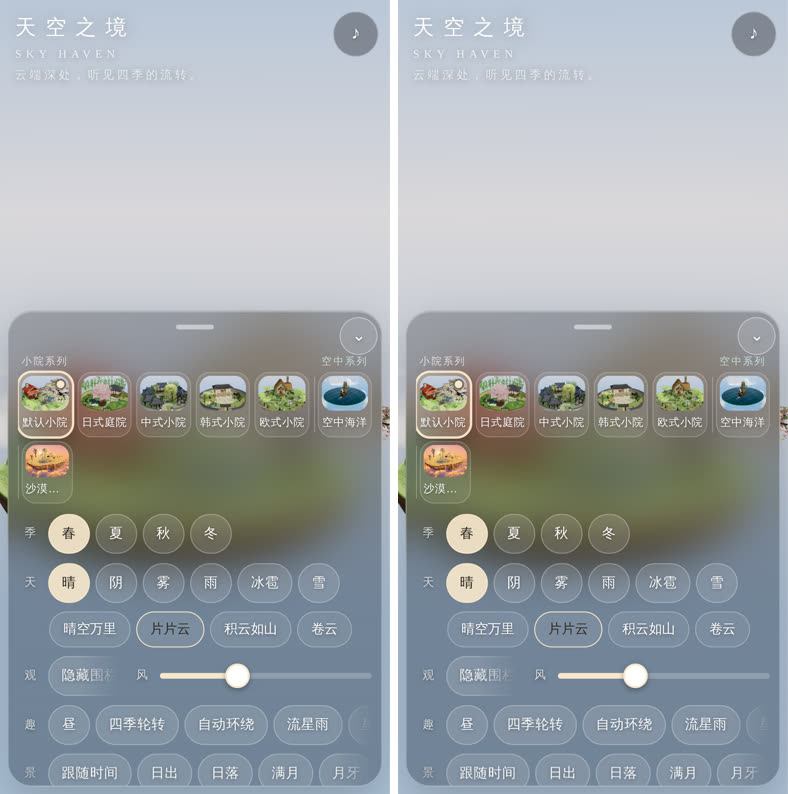 天空之境
SKY HAVEN
云端深处，听见四季的流转。
♪
小院系列 空中系列
默认小院 日式庭院 中式小院 韩式小院 欧式小院 空中海洋
沙漠…
季 春 夏 秋 冬
天 晴 阴 雾 雨 冰雹 雪
晴空万里 片片云 积云如山 卷云
观 隐藏围 风
趣 昼 四季轮转 自动环绕 流星雨
景 跟随时间 日出 日落 满月 月牙
天空之境
SKY HAVEN
云端深处，听见四季的流转。
♪
小院系列 空中系列
默认小院 日式庭院 中式小院 韩式小院 欧式小院 空中海洋
沙漠…
季 春 夏 秋 冬
天 晴 阴 雾 雨 冰雹 雪
晴空万里 片片云 积云如山 卷云
观 隐藏围 风
趣 昼 四季轮转 自动环绕 流星雨
景 跟随时间 日出 日落 满月 月牙